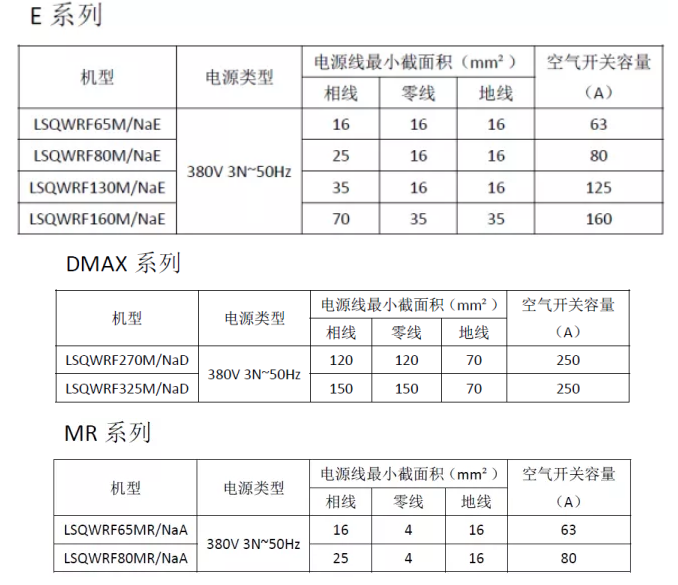 E 系列
机型 电源类型 电源线最小截面积（mm²） 空气开关容量（A）
相线 零线 地线
LSQWRF65M/NaE 380V 3N~50Hz 16 16 16 63
LSQWRF80M/NaE 25 16 16 80
LSQWRF130M/NaE 35 16 16 125
LSQWRF160M/NaE 70 35 35 160
DMAX 系列
机型 电源类型 电源线最小截面积（mm²） 空气开关容量（A）
相线 零线 地线
LSQWRF270M/NaD 380V 3N~50Hz 120 120 70 250
LSQWRF325M/NaD 150 150 70 250
MR 系列
机型 电源类型 电源线最小截面积（mm²） 空气开关容量（A）
相线 零线 地线
LSQWRF65MR/NaA 380V 3N~50Hz 16 4 16 63
LSQWRF80MR/NaA 25 4 16 80